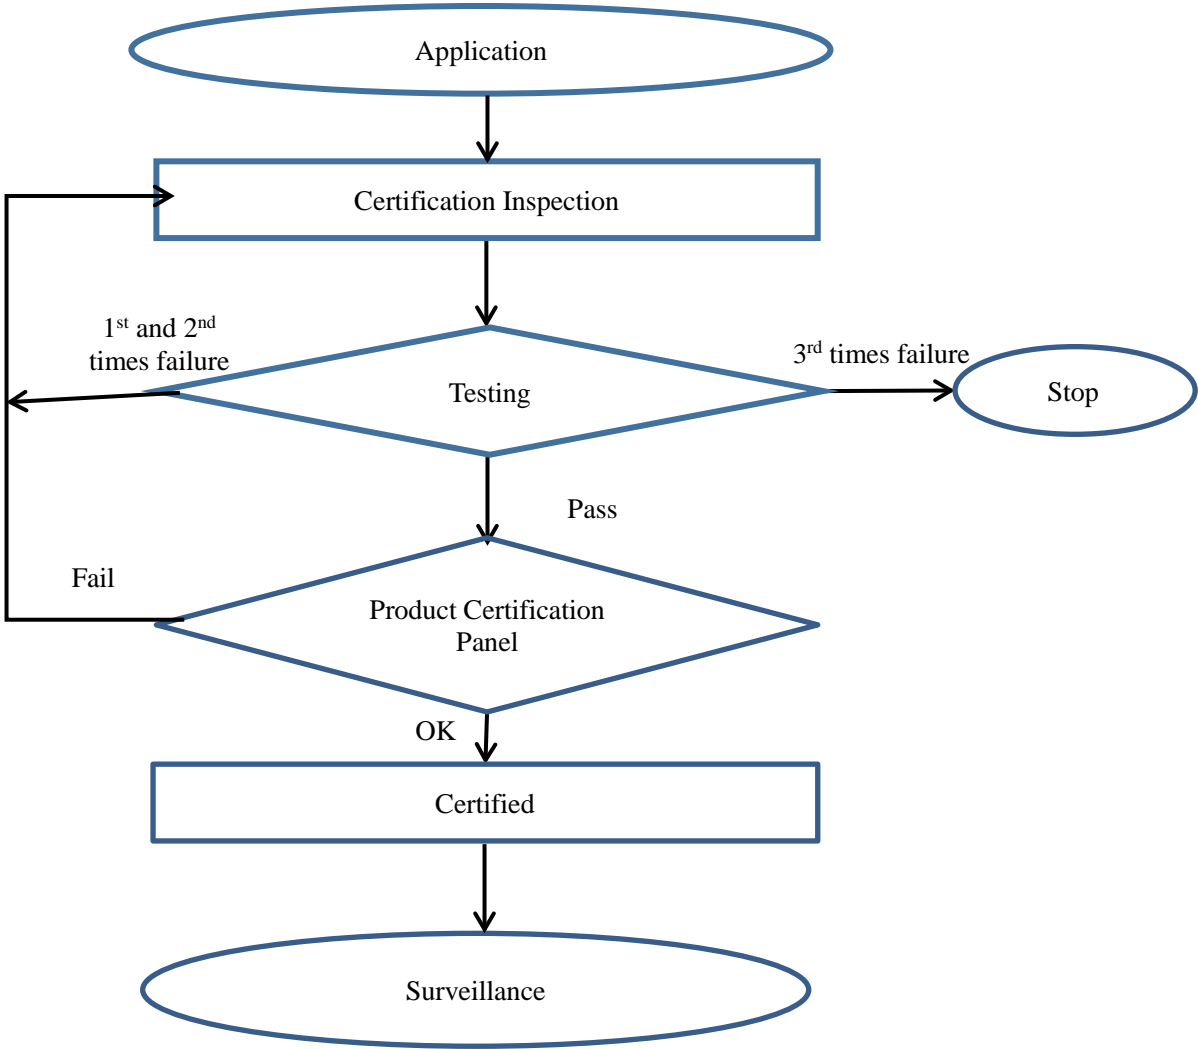 Application
Certification Inspection
1st and 2nd
times failure
3rd times failure
Testing
Stop
Pass
Fail
Product Certification
Panel
OK
Certified
Surveillance